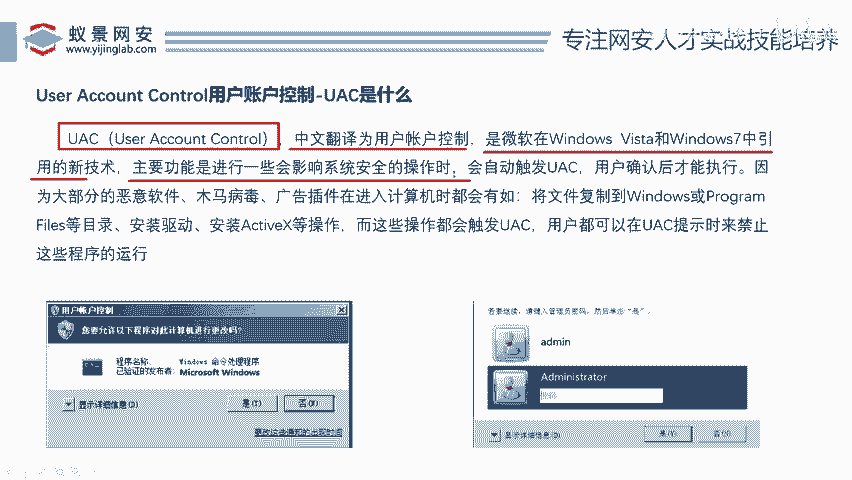 蚁景网安
www.yijinglab.com
专注网安人才实战技能培养
User Account Control用户账户控制-UAC是什么
UAC（User Account Control），中文翻译为用户帐户控制，是微软在Windows Vista和Windows7中引
用的新技术，主要功能是进行一些会影响系统安全的操作时，会自动触发UAC，用户确认后才能执行。因
为大部分的恶意软件、木马病毒、广告插件在进入计算机时都会有如：将文件复制到Windows或Program
Files等目录、安装驱动、安装ActiveX等操作，而这些操作都会触发UAC，用户都可以在UAC提示时来禁止
这些程序的运行
用户帐户控制
您要允许以下程序对此计算机进行更改吗？
程序名称： Windows 命令处理程序
已验证的发布者： Microsoft Windows
显示详细信息(D)
是(Y)
否(N)
更改这些通知的出现时间
若要继续，请键入管理员密码，然后单击“是”。
admin
Administrator
密码
显示详细信息(D)
是(Y)
否(N)